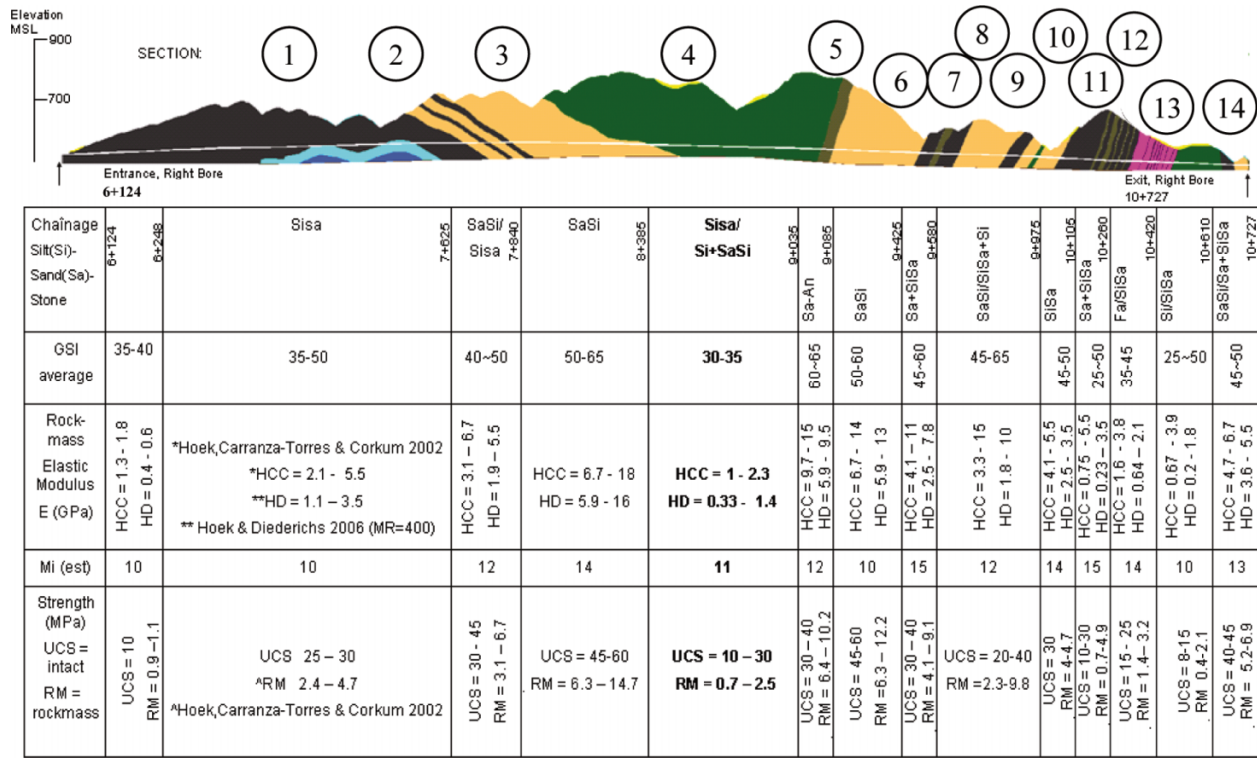 Elevation
MSL
900
700
SECTION:
1
2
3
4
5
6
7
8
9
10
11
12
13
14
Entrance, Right Bore
6+124
Exit, Right Bore
10+727
Chaînage
Silt(Si)-
Sand(Sa)-
Stone
6+124
6+248
Sisa
7+625
SaSi/
Sisa
7+840
SaSi
8+385
Sisa/
Si+SaSi
9+035
Sa-An
9+085
SaSi
9+425
Sa+SiSa
9+580
SaSi/SiSa+Si
9+975
SiSa
10+105
Sa+SiSa
10+260
Fa/SiSa
10+420
Si/SiSa
10+610
SaSi/Sa+SiSa
10+727
GSI
average
35-40
35-50
40~50
50-65
30-35
60~65
50-60
45~60
45-65
45-50
25~50
35-45
25~50
45~50
Rock-
mass
Elastic
Modulus
E (GPa)
HCC = 1.3 - 1.8
HD = 0.4 - 0.6
*Hoek,Carranza-Torres & Corkum 2002
*HCC = 2.1 - 5.5
**HD = 1.1 – 3.5
** Hoek & Diederichs 2006 (MR=400)
HCC = 3.1 – 6.7
HD = 1.9 – 5.5
HCC = 6.7 - 18
HD = 5.9 - 16
HCC = 1 - 2.3
HD = 0.33 - 1.4
HCC = 9.7 - 15
HD = 5.9 - 9.5
HCC = 6.7 - 14
HD = 5.9 - 13
HCC = 4.1 – 11
HD = 2.5 - 7.8
HCC = 3.3 - 15
HD = 1.8 - 10
HCC = 4.1 - 5.5
HD = 2.5 - 3.5
HCC = 0.75 - 5.5
HD = 0.23 – 3.5
HCC = 1.6 - 3.8
HD = 0.64 – 2.1
HCC = 0.67 - 3.9
HD = 0.2 - 1.8
HCC = 4.7 - 6.7
HD = 3.6 - 5.5
Mi (est)
10
10
12
14
11
12
10
15
12
14
15
14
10
13
Strength
(MPa)
UCS =
intact
RM =
rockmass
UCS = 10
RM = 0.9 –1.1
UCS 25 – 30
^RM 2.4 – 4.7
^Hoek,Carranza-Torres & Corkum 2002
UCS = 30 - 45
RM = 3.1 – 6.7
UCS = 45-60
RM = 6.3 – 14.7
UCS = 10 – 30
RM = 0.7 – 2.5
UCS = 30 – 40
RM = 6.4 – 10.2
UCS = 45-60
RM =6.3 – 12.2
UCS = 30 – 40
RM = 4.1 – 9.1
UCS = 20-40
RM =2.3-9.8
UCS = 30
RM = 4-4.7
UCS = 10-30
RM = 0.7-4.9
UCS = 15 - 25
RM = 1.4– 3.2
UCS = 8-15
RM 0.4-2.1
UCS = 40-45
RM = 5.2-6.9